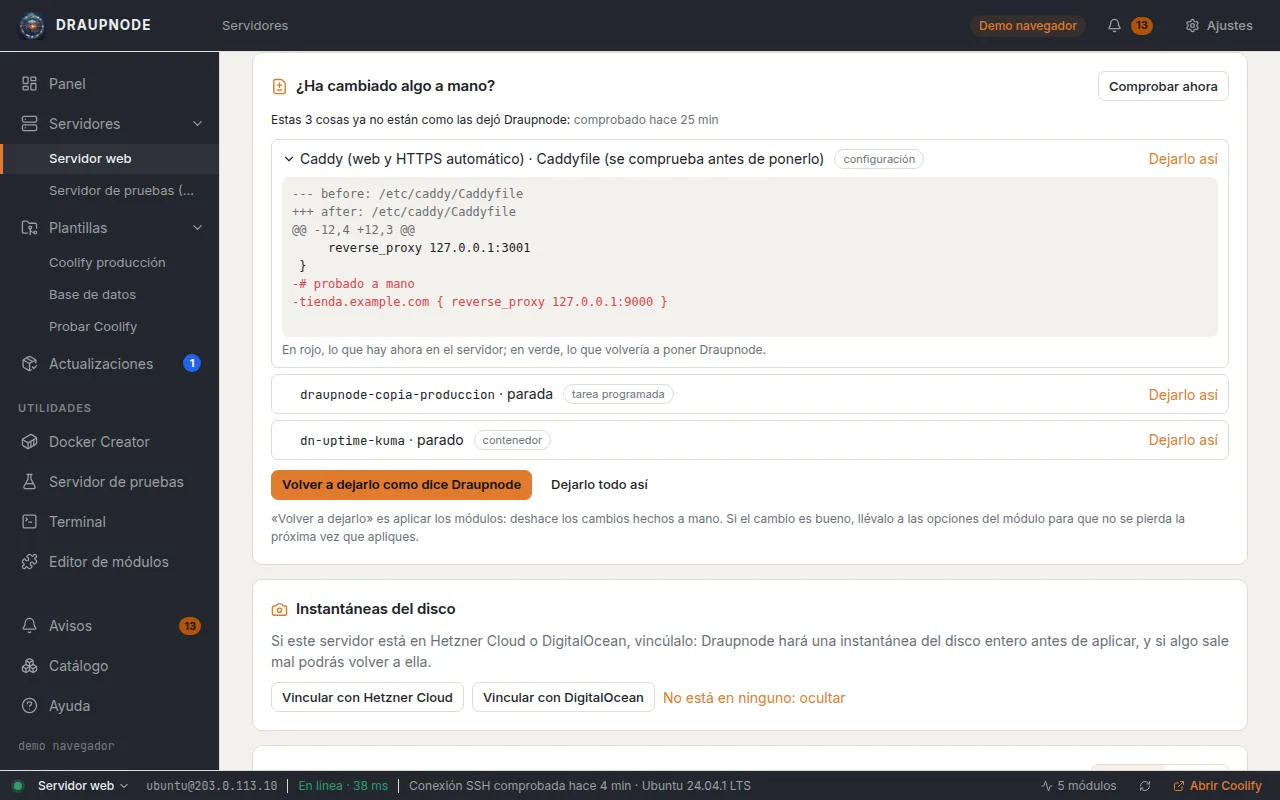 DRAUPNODE
Servidores
Demo navegador
13
Ajustes
Panel
Servidores
Servidor web
Servidor de pruebas (...
Plantillas
Coolify producción
Base de datos
Probar Coolify
Actualizaciones
1
UTILIDADES
Docker Creator
Servidor de pruebas
Terminal
Editor de módulos
Avisos
13
Catálogo
Ayuda
demo navegador
¿Ha cambiado algo a mano?
Comprobar ahora
Estas 3 cosas ya no están como las dejó Draupnode: comprobado hace 25 min
Caddy (web y HTTPS automático) · Caddyfile (se comprueba antes de ponerlo)
configuración
Dejarlo así
--- before: /etc/caddy/Caddyfile
+++ after: /etc/caddy/Caddyfile
@@ -12,4 +12,3 @@
reverse_proxy 127.0.0.1:3001
}
-# probado a mano
-tienda.example.com { reverse_proxy 127.0.0.1:9000 }
En rojo, lo que hay ahora en el servidor; en verde, lo que volvería a poner Draupnode.
draupnode-copia-produccion · parada
tarea programada
Dejarlo así
dn-uptime-kuma · parado
contenedor
Dejarlo así
Volver a dejarlo como dice Draupnode
Dejarlo todo así
«Volver a dejarlo» es aplicar los módulos: deshace los cambios hechos a mano. Si el cambio es bueno, llévalo a las opciones del módulo para que no se pierda la
próxima vez que apliques.
Instantáneas del disco
Si este servidor está en Hetzner Cloud o DigitalOcean, vincúlalo: Draupnode hará una instantánea del disco entero antes de aplicar, y si algo sale
mal podrás volver a ella.
Vincular con Hetzner Cloud
Vincular con DigitalOcean
No está en ninguno: ocultar
Servidor web
ubuntu@203.0.113.10
En línea · 38 ms
Conexión SSH comprobada hace 4 min · Ubuntu 24.04.1 LTS
5 módulos
Abrir Coolify